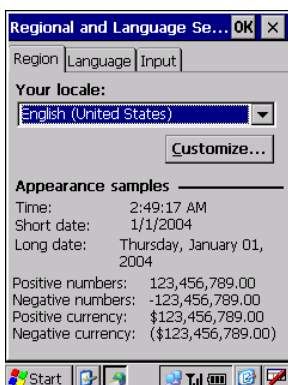 Regional and Language Se... OK ×
Region Language Input
Your locale:
English (United States)
Customize...
Appearance samples
Time: 2:49:17 AM
Short date: 1/1/2004
Long date: Thursday, January 01,
2004
Positive numbers: 123,456,789.00
Negative numbers: -123,456,789.00
Positive currency: $123,456,789.00
Negative currency: ($123,456,789.00)
Start